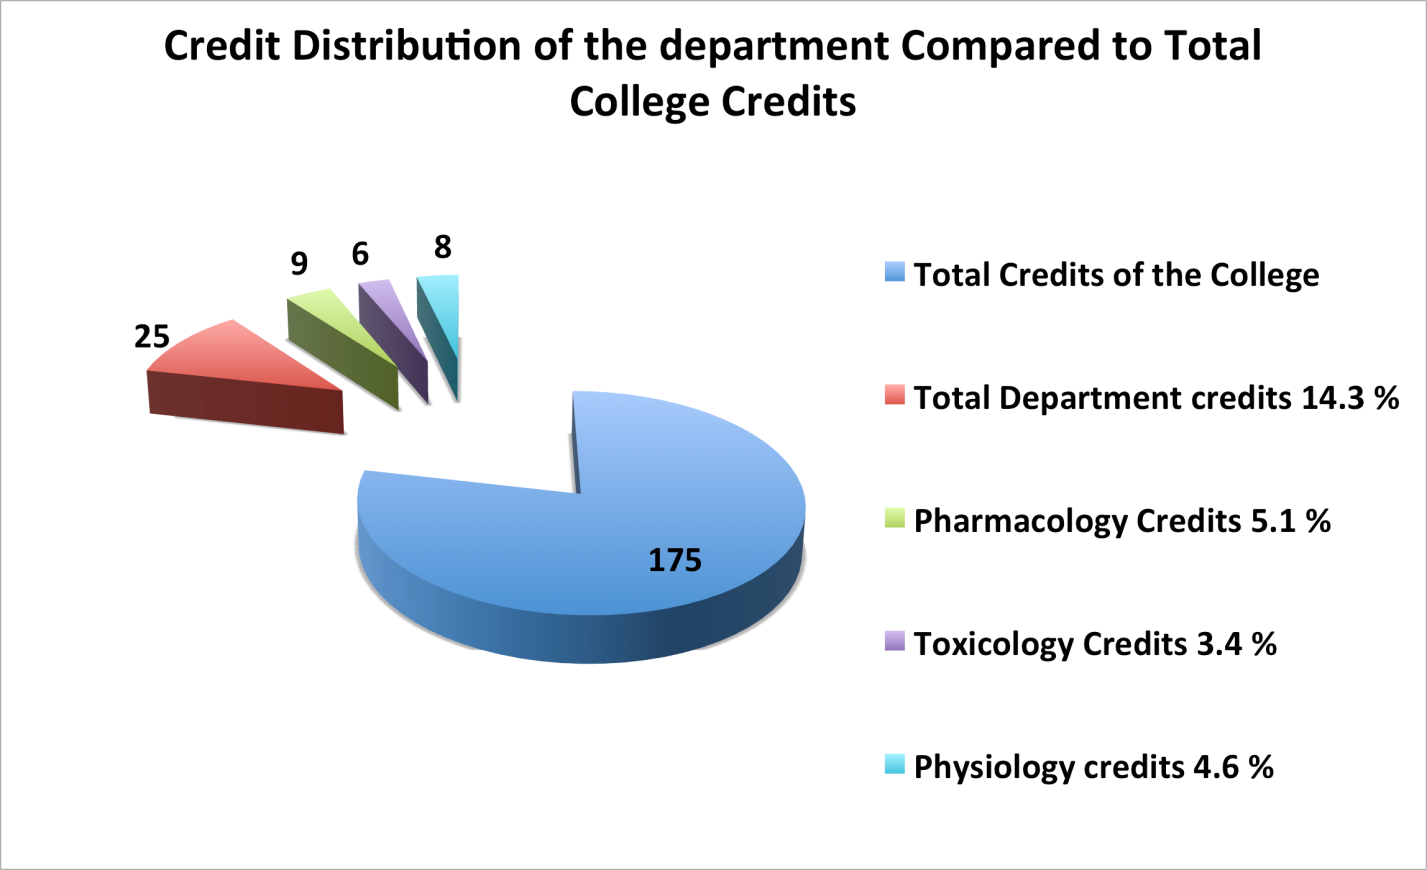 Credit Distribution of the department Compared to Total
College Credits
25
9
6
8
175
Total Credits of the College
Total Department credits 14.3 %
Pharmacology Credits 5.1 %
Toxicology Credits 3.4 %
Physiology credits 4.6 %